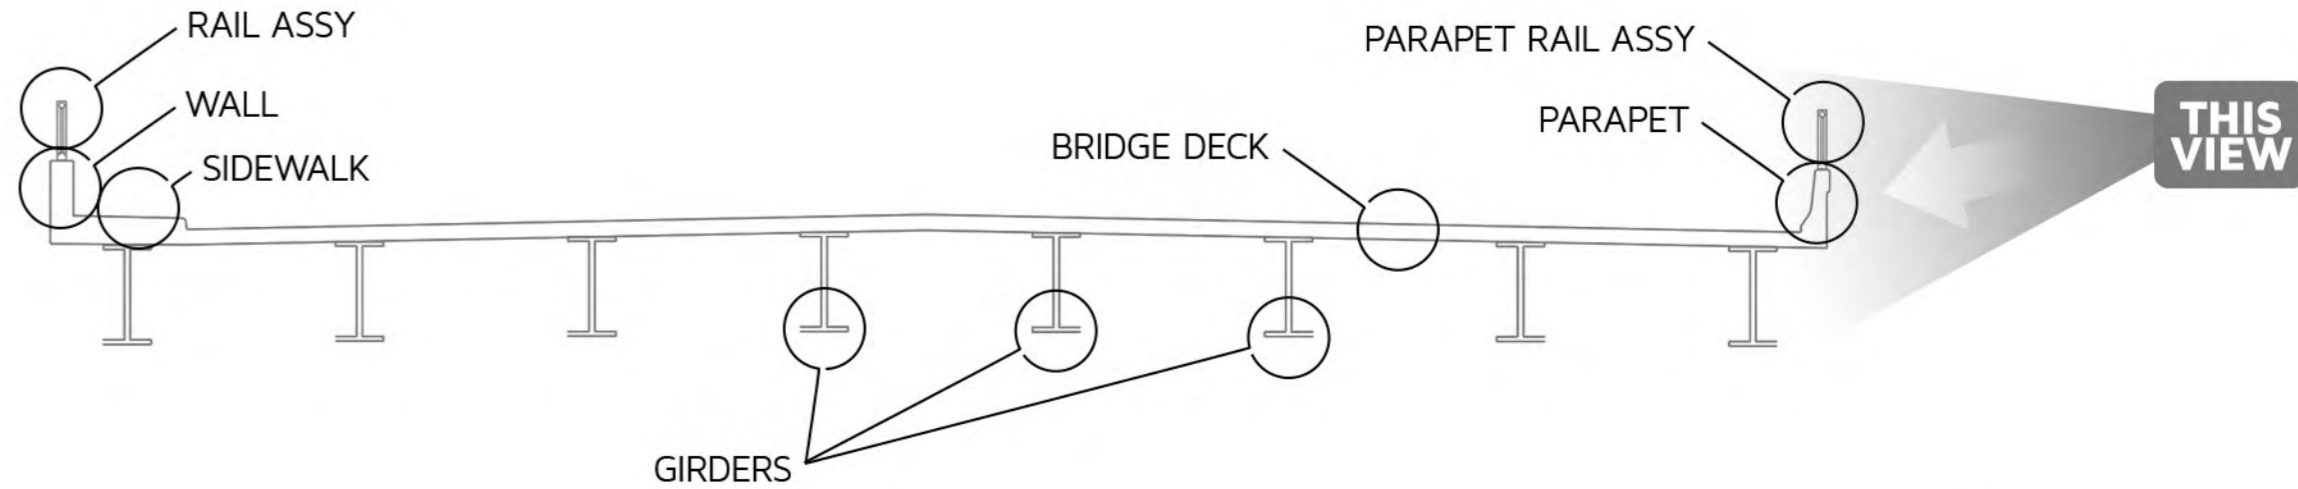 RAIL ASSY
WALL
SIDEWALK
BRIDGE DECK
PARAPET RAIL ASSY
PARAPET
THIS
VIEW
GIRDERS